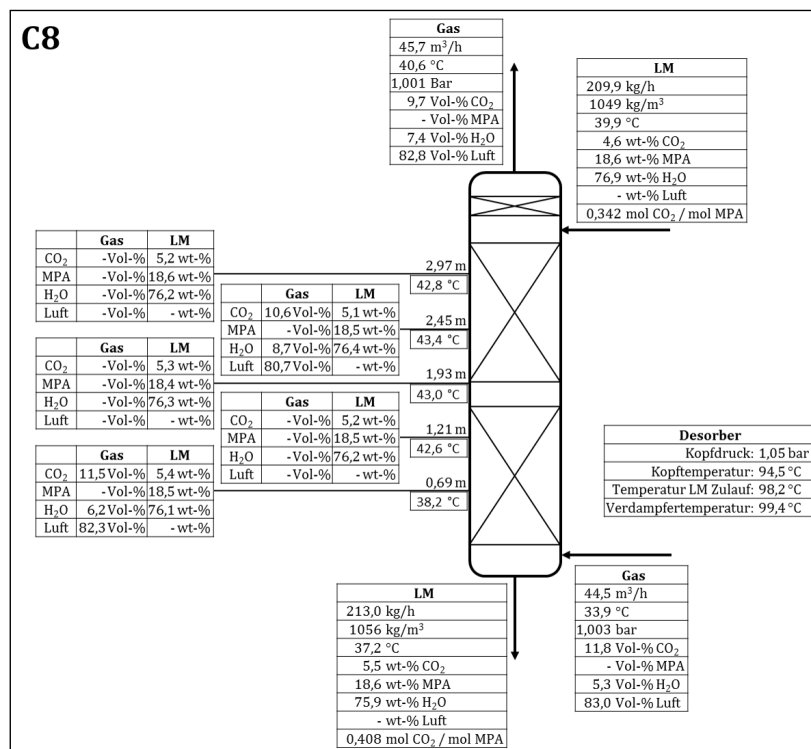 C8
Gas
45,7 m³/h
40,6 °C
1,001 Bar
9,7 Vol-% CO₂
- Vol-% MPA
7,4 Vol-% H₂O
82,8 Vol-% Luft
LM
209,9 kg/h
1049 kg/m³
39,9 °C
4,6 wt-% CO₂
18,6 wt-% MPA
76,9 wt-% H₂O
- wt-% Luft
0,342 mol CO₂ / mol MPA
Gas LM
CO₂ -Vol-% 5,2 wt-%
MPA -Vol-% 18,6 wt-%
H₂O -Vol-% 76,2 wt-%
Luft -Vol-% - wt-%
2,97 m
42,8 °C
Gas LM
CO₂ 10,6 Vol-% 5,1 wt-%
MPA -Vol-% 18,5 wt-%
H₂O 8,7 Vol-% 76,4 wt-%
Luft 80,7 Vol-% - wt-%
2,45 m
43,4 °C
Gas LM
CO₂ -Vol-% 5,3 wt-%
MPA -Vol-% 18,4 wt-%
H₂O -Vol-% 76,3 wt-%
Luft -Vol-% - wt-%
1,93 m
43,0 °C
Gas LM
CO₂ -Vol-% 5,2 wt-%
MPA -Vol-% 18,5 wt-%
H₂O -Vol-% 76,2 wt-%
Luft -Vol-% - wt-%
1,21 m
42,6 °C
Gas LM
CO₂ 11,5 Vol-% 5,4 wt-%
MPA -Vol-% 18,5 wt-%
H₂O 6,2 Vol-% 76,1 wt-%
Luft 82,3 Vol-% - wt-%
0,69 m
38,2 °C
Desorber
Kopfdruck: 1,05 bar
Kopftemperatur: 94,5 °C
Temperatur LM Zulauf: 98,2 °C
Verdampfertemperatur: 99,4 °C
LM
213,0 kg/h
1056 kg/m³
37,2 °C
5,5 wt-% CO₂
18,6 wt-% MPA
75,9 wt-% H₂O
- wt-% Luft
0,408 mol CO₂ / mol MPA
Gas
44,5 m³/h
33,9 °C
1,003 bar
11,8 Vol-% CO₂
- Vol-% MPA
5,3 Vol-% H₂O
83,0 Vol-% Luft